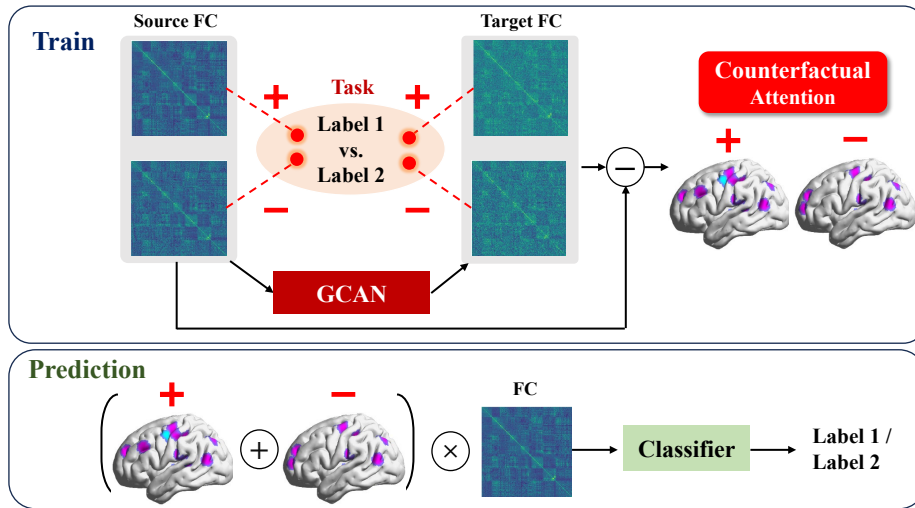 Train
Source FC
Target FC
Task
Label 1
vs.
Label 2
+
+
−
−
GCAN
−
Counterfactual
Attention
+
−
Prediction
+
−
(
+
)
×
FC
Classifier
Label 1 /
Label 2